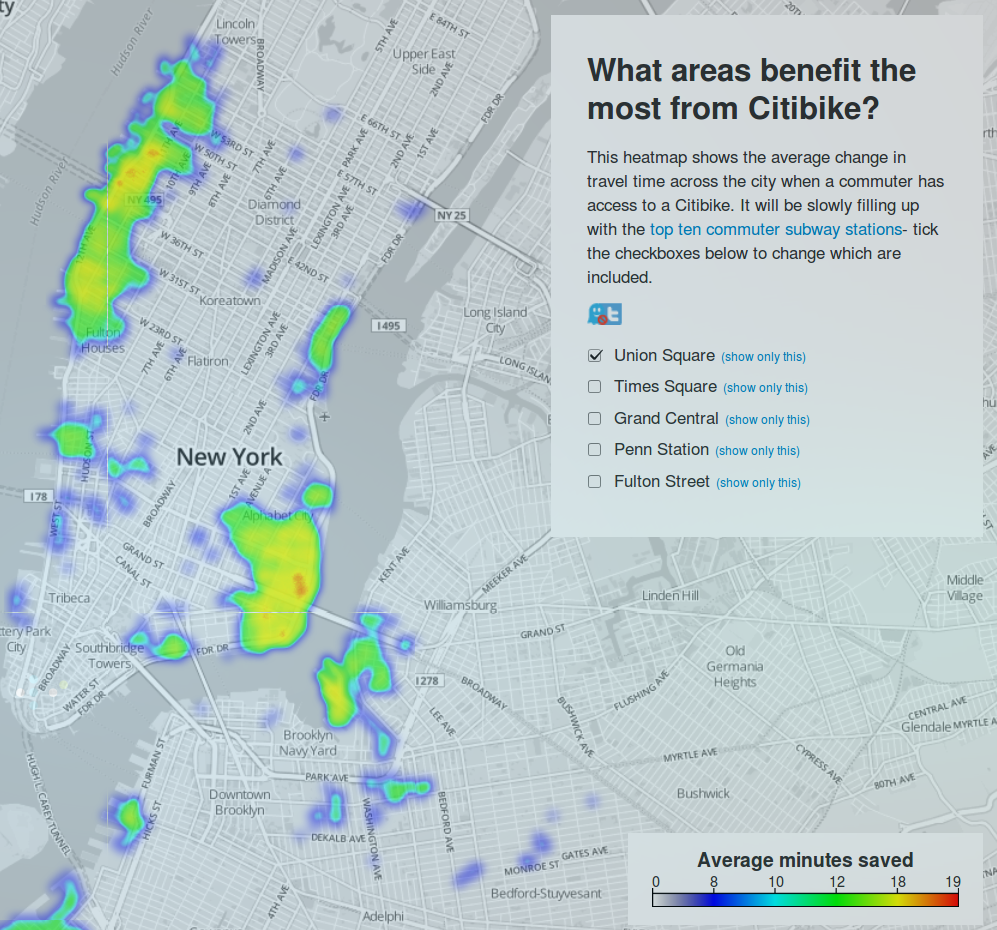 ty
Hudson River
Lincoln
Towers
BROADWAY
5TH AVE
E 84TH ST
Upper East
Side
2ND AVE
FDR DR
20TH
What areas benefit the
most from Citibike?
This heatmap shows the average change in
travel time across the city when a commuter has
access to a Citibike. It will be slowly filling up
with the top ten commuter subway stations- tick
the checkboxes below to change which are
included.
Union Square (show only this)
Times Square (show only this)
Grand Central (show only this)
Penn Station (show only this)
Fulton Street (show only this)
Hudson River
W 53RD ST
W 50TH ST
7TH AVE
E 66TH ST
PARK AVE
2ND AVE
1ST AVE
E 57TH ST
10TH AVE
9TH AVE
8TH AVE
6TH AVE
NY 495
Diamond
District
LEXINGTON AVE
3RD AVE
NY 25
12TH AVE
W 36TH ST
MADISON AVE
FDR DR
E 42ND ST
W 31ST ST
Koreatown
Long Island
City
I 495
Fulton
Houses
W 23RD ST
7TH AVE
6TH AVE
Flatiron
LEXINGTON AVE
3RD AVE
FDR DR
LONG ISLAN
2ND AVE
HUDSON ST
New York
I 78
WEST ST
BROADWAY
1ST AVE
AVENUE A
Alphabet City
GRAND ST
CANAL ST
KENT AVE
MEEKER AVE
Tribeca
Williamsburg
Linden Hill
Middle
Village
ttery Park
City
Southbridge
Towers
FDR DR
GRAND ST
Old
Germania
Heights
BROADWAY
WATER ST
FDR DR
I 278
BROADWAY
FLUSHING AVE
BUSHWICK AVE
LEE AVE
CENTRAL AVE
Glendale
MYRTLE A
Brooklyn
Navy Yard
HUGH L. CAREY TUNNEL
FURMAN ST
PARK AVE
MYRTLE AVE
CYPRESS AVE
80TH AVE
Downtown
Brooklyn
HICKS ST
WASHINGTON AVE
BEDFORD AVE
Bushwick
DEKALB AVE
MONROE ST
GATES AVE
Bedford-Stuyvesant
4TH AVE
Adelphi
Average minutes saved
0 8 10 12 18 19